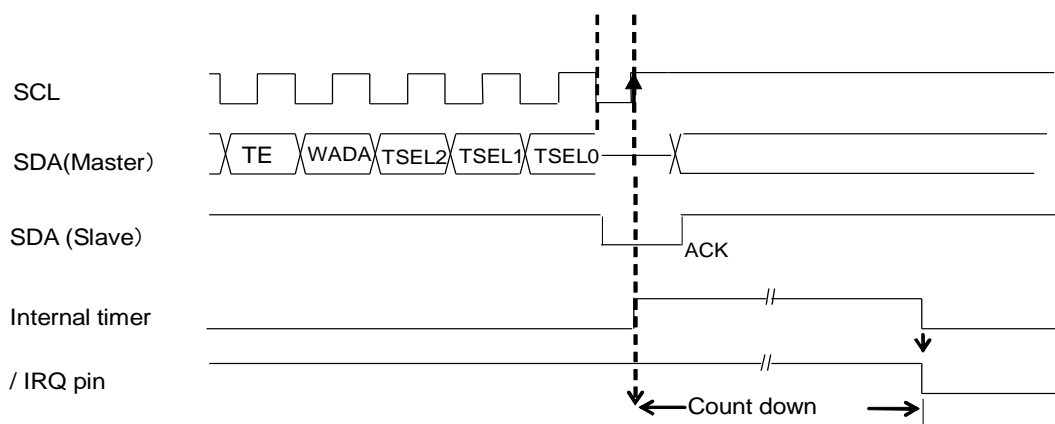 SCL
SDA(Master）
TE WADA TSEL2 TSEL1 TSEL0
SDA (Slave）
ACK
Internal timer
//
/ IRQ pin
//
Count down